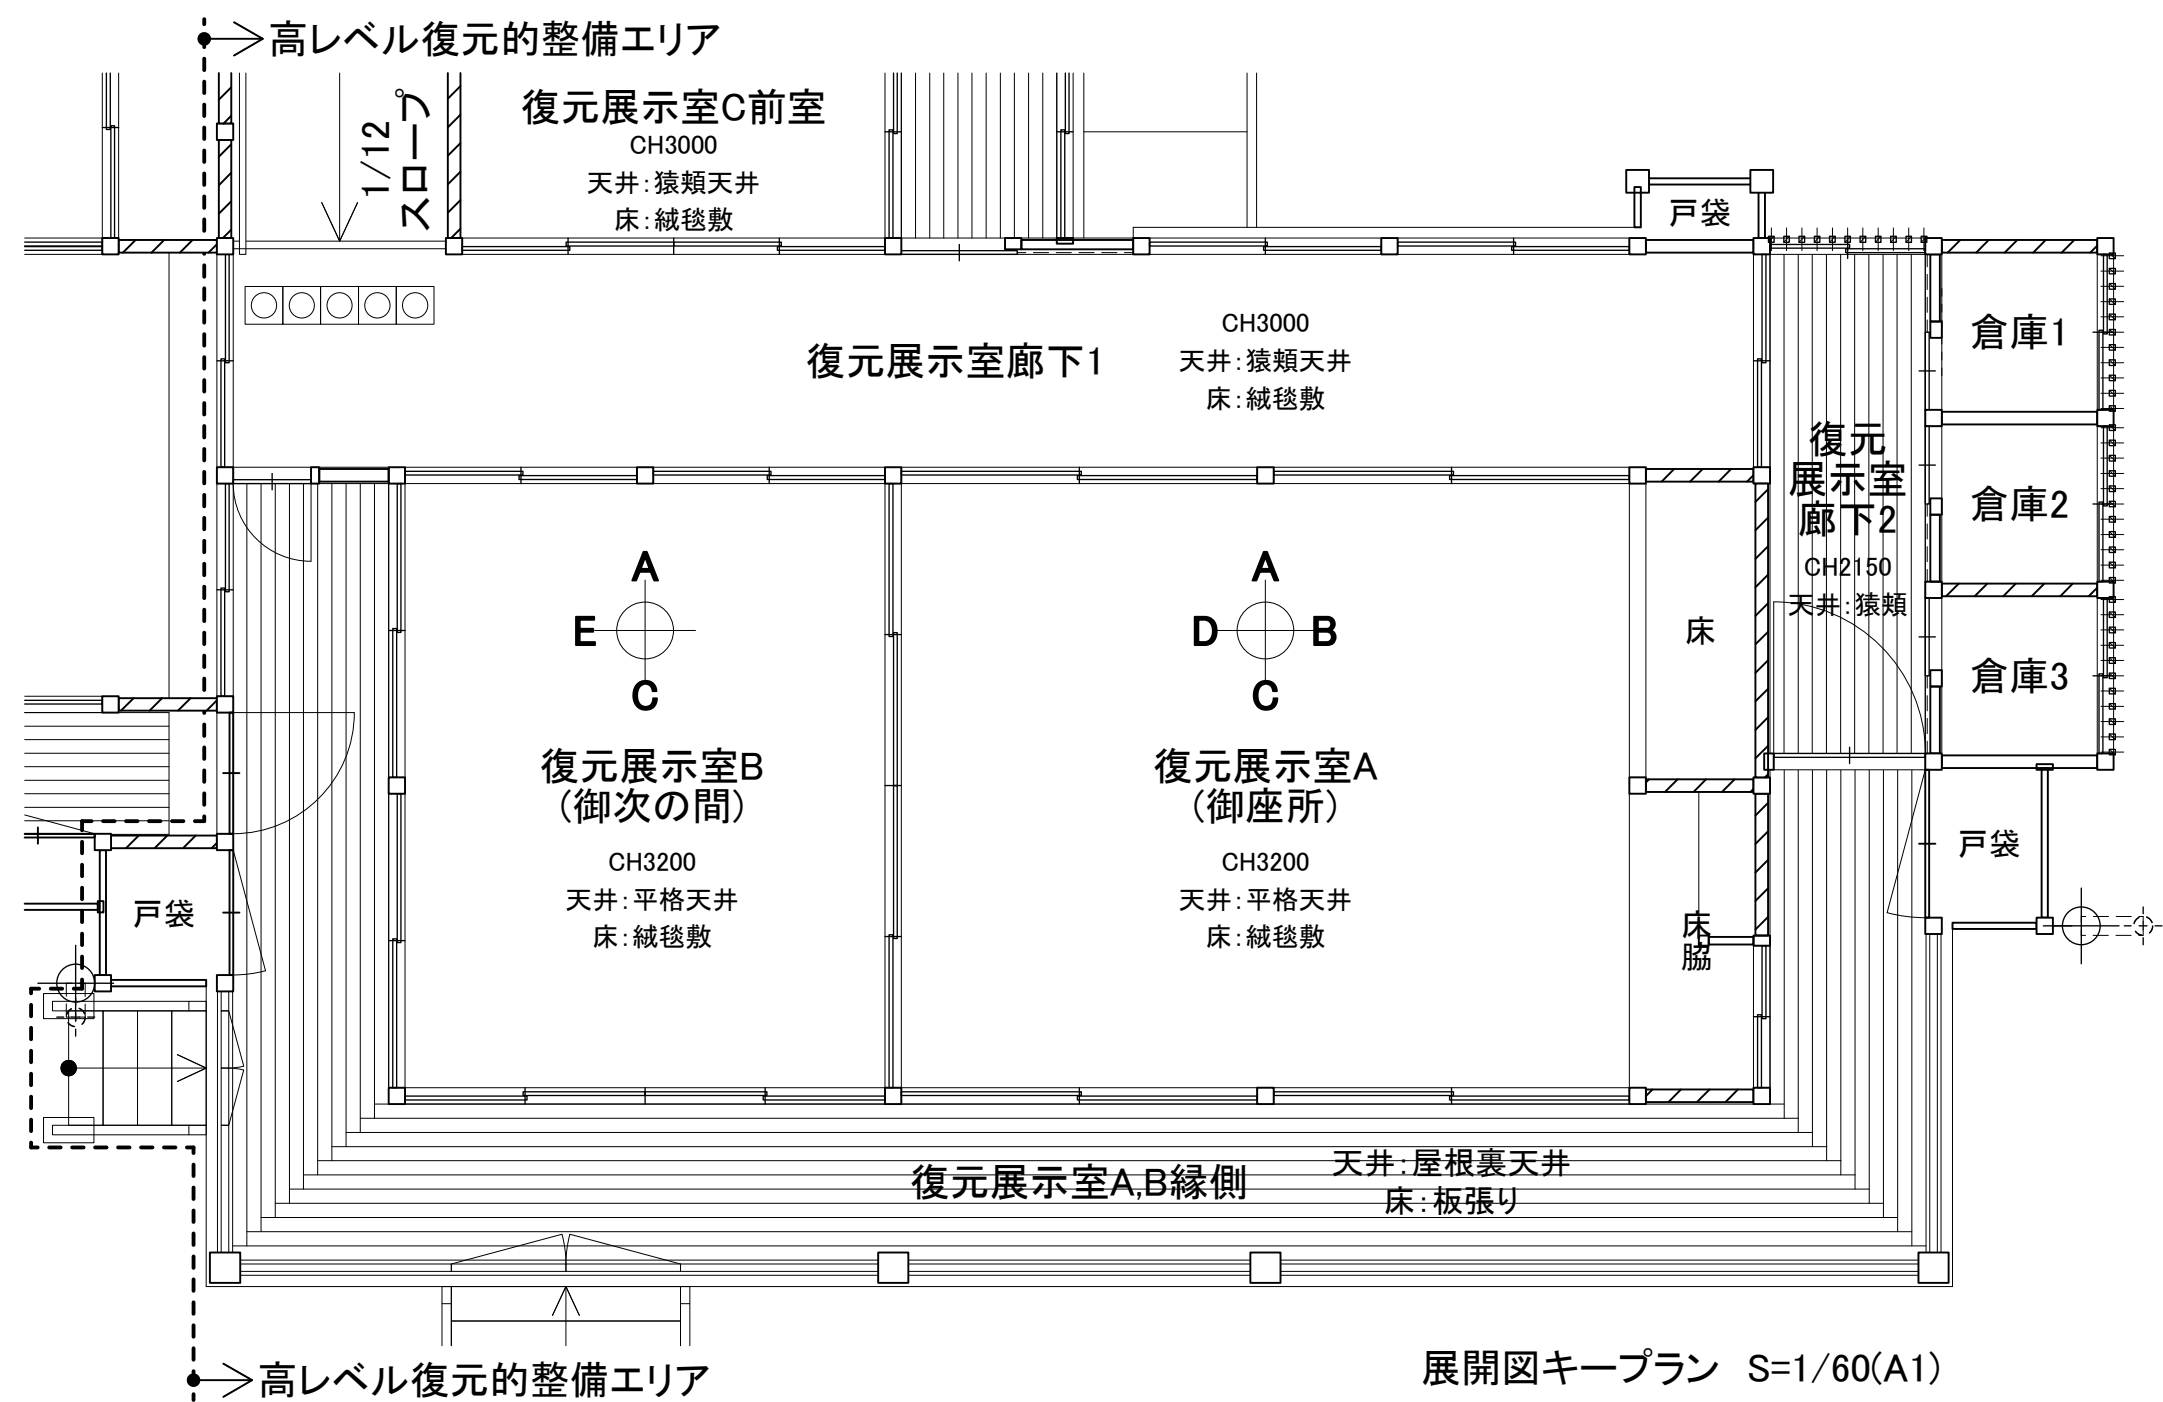 高レベル復元的整備エリア
1/12
スロープ
復元展示室C前室
CH3000
天井:猿頬天井
床:絨毯敷
戸袋
復元展示室廊下1
CH3000
天井:猿頬天井
床:絨毯敷
倉庫1
復元
展示室
廊下2
CH2150
天井:猿頬
倉庫2
倉庫3
A
E
C
A
D
B
C
床
復元展示室B
(御次の間)
CH3200
天井:平格天井
床:絨毯敷
復元展示室A
(御座所)
CH3200
天井:平格天井
床:絨毯敷
床
脇
戸袋
戸袋
復元展示室A,B縁側
天井:屋根裏天井
床:板張り
高レベル復元的整備エリア
展開図キープラン S=1/60(A1)